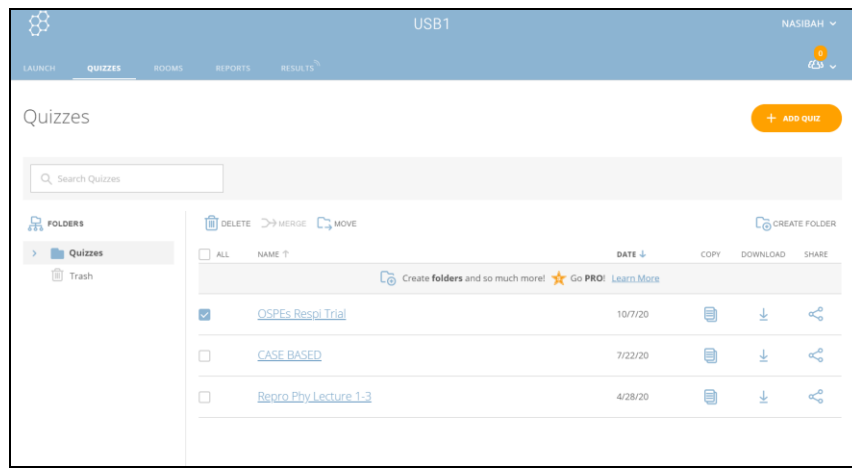 USB1
NASIBAH
LAUNCH QUIZZES ROOMS REPORTS RESULTS
0
Quizzes
+ ADD QUIZ
Search Quizzes
FOLDERS
Quizzes
Trash
DELETE MERGE MOVE CREATE FOLDER
ALL NAME ↑ DATE ↓ COPY DOWNLOAD SHARE
Create folders and so much more! Go PRO! Learn More
OSPEs Respi Trial 10/7/20
CASE BASED 7/22/20
Repro Phy Lecture 1-3 4/28/20